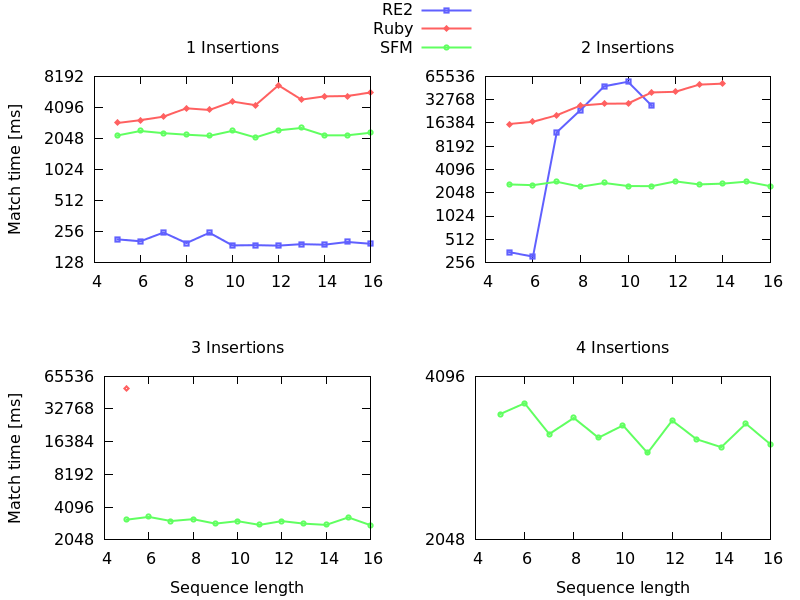 RE2
Ruby
SFM
1 Insertions
8192
4096
2048
1024
512
256
128
4 6 8 10 12 14 16
Match time [ms]
2 Insertions
65536
32768
16384
8192
4096
2048
1024
512
256
4 6 8 10 12 14 16
3 Insertions
65536
32768
16384
8192
4096
2048
4 6 8 10 12 14 16
Match time [ms]
Sequence length
4 Insertions
4096
2048
4 6 8 10 12 14 16
Sequence length